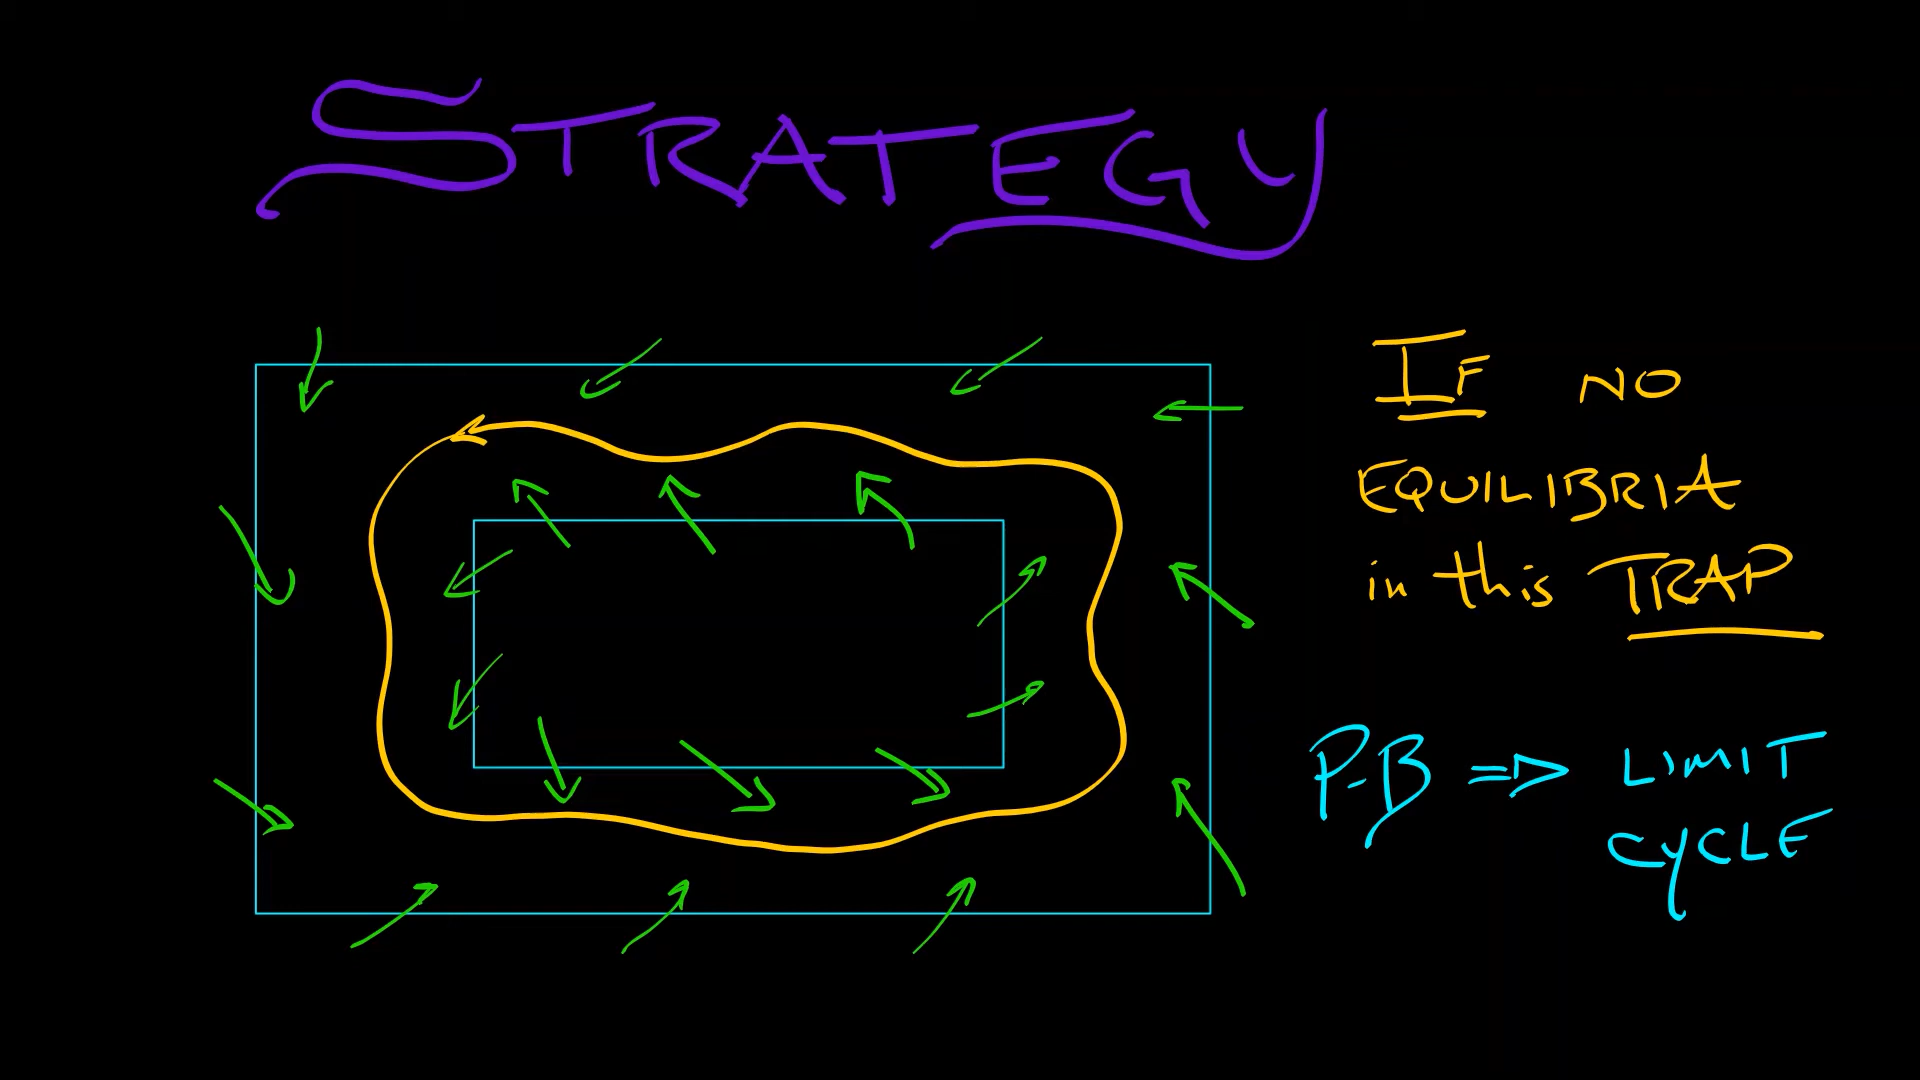 STRATEGY
IF NO
EQUILIBRIA
in this TRAP
P-B ⇒ LIMIT
CYCLE